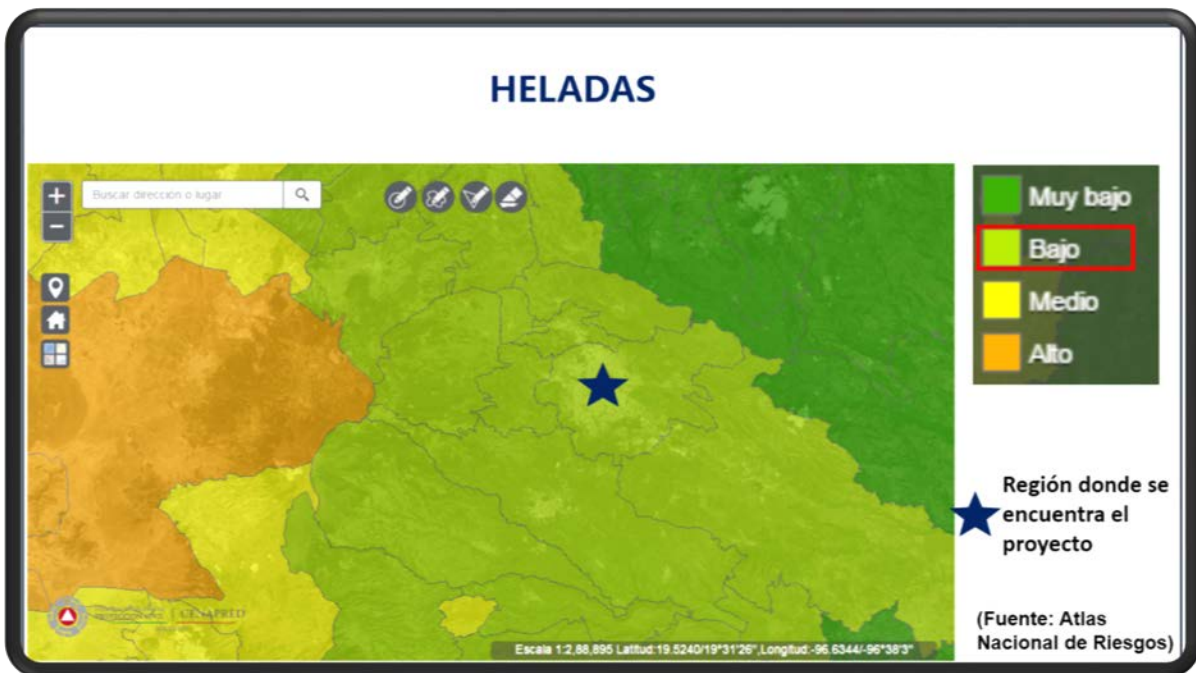 HELADAS
Buscar dirección o lugar
Muy bajo
Bajo
Medio
Alto
Región donde se
encuentra el
proyecto
(Fuente: Atlas
Nacional de Riesgos)
CENAPRED
Escala 1:2,88,895 Latitud:19.5240/19°31'26",Longitud:-96.6344/-96°38'3"